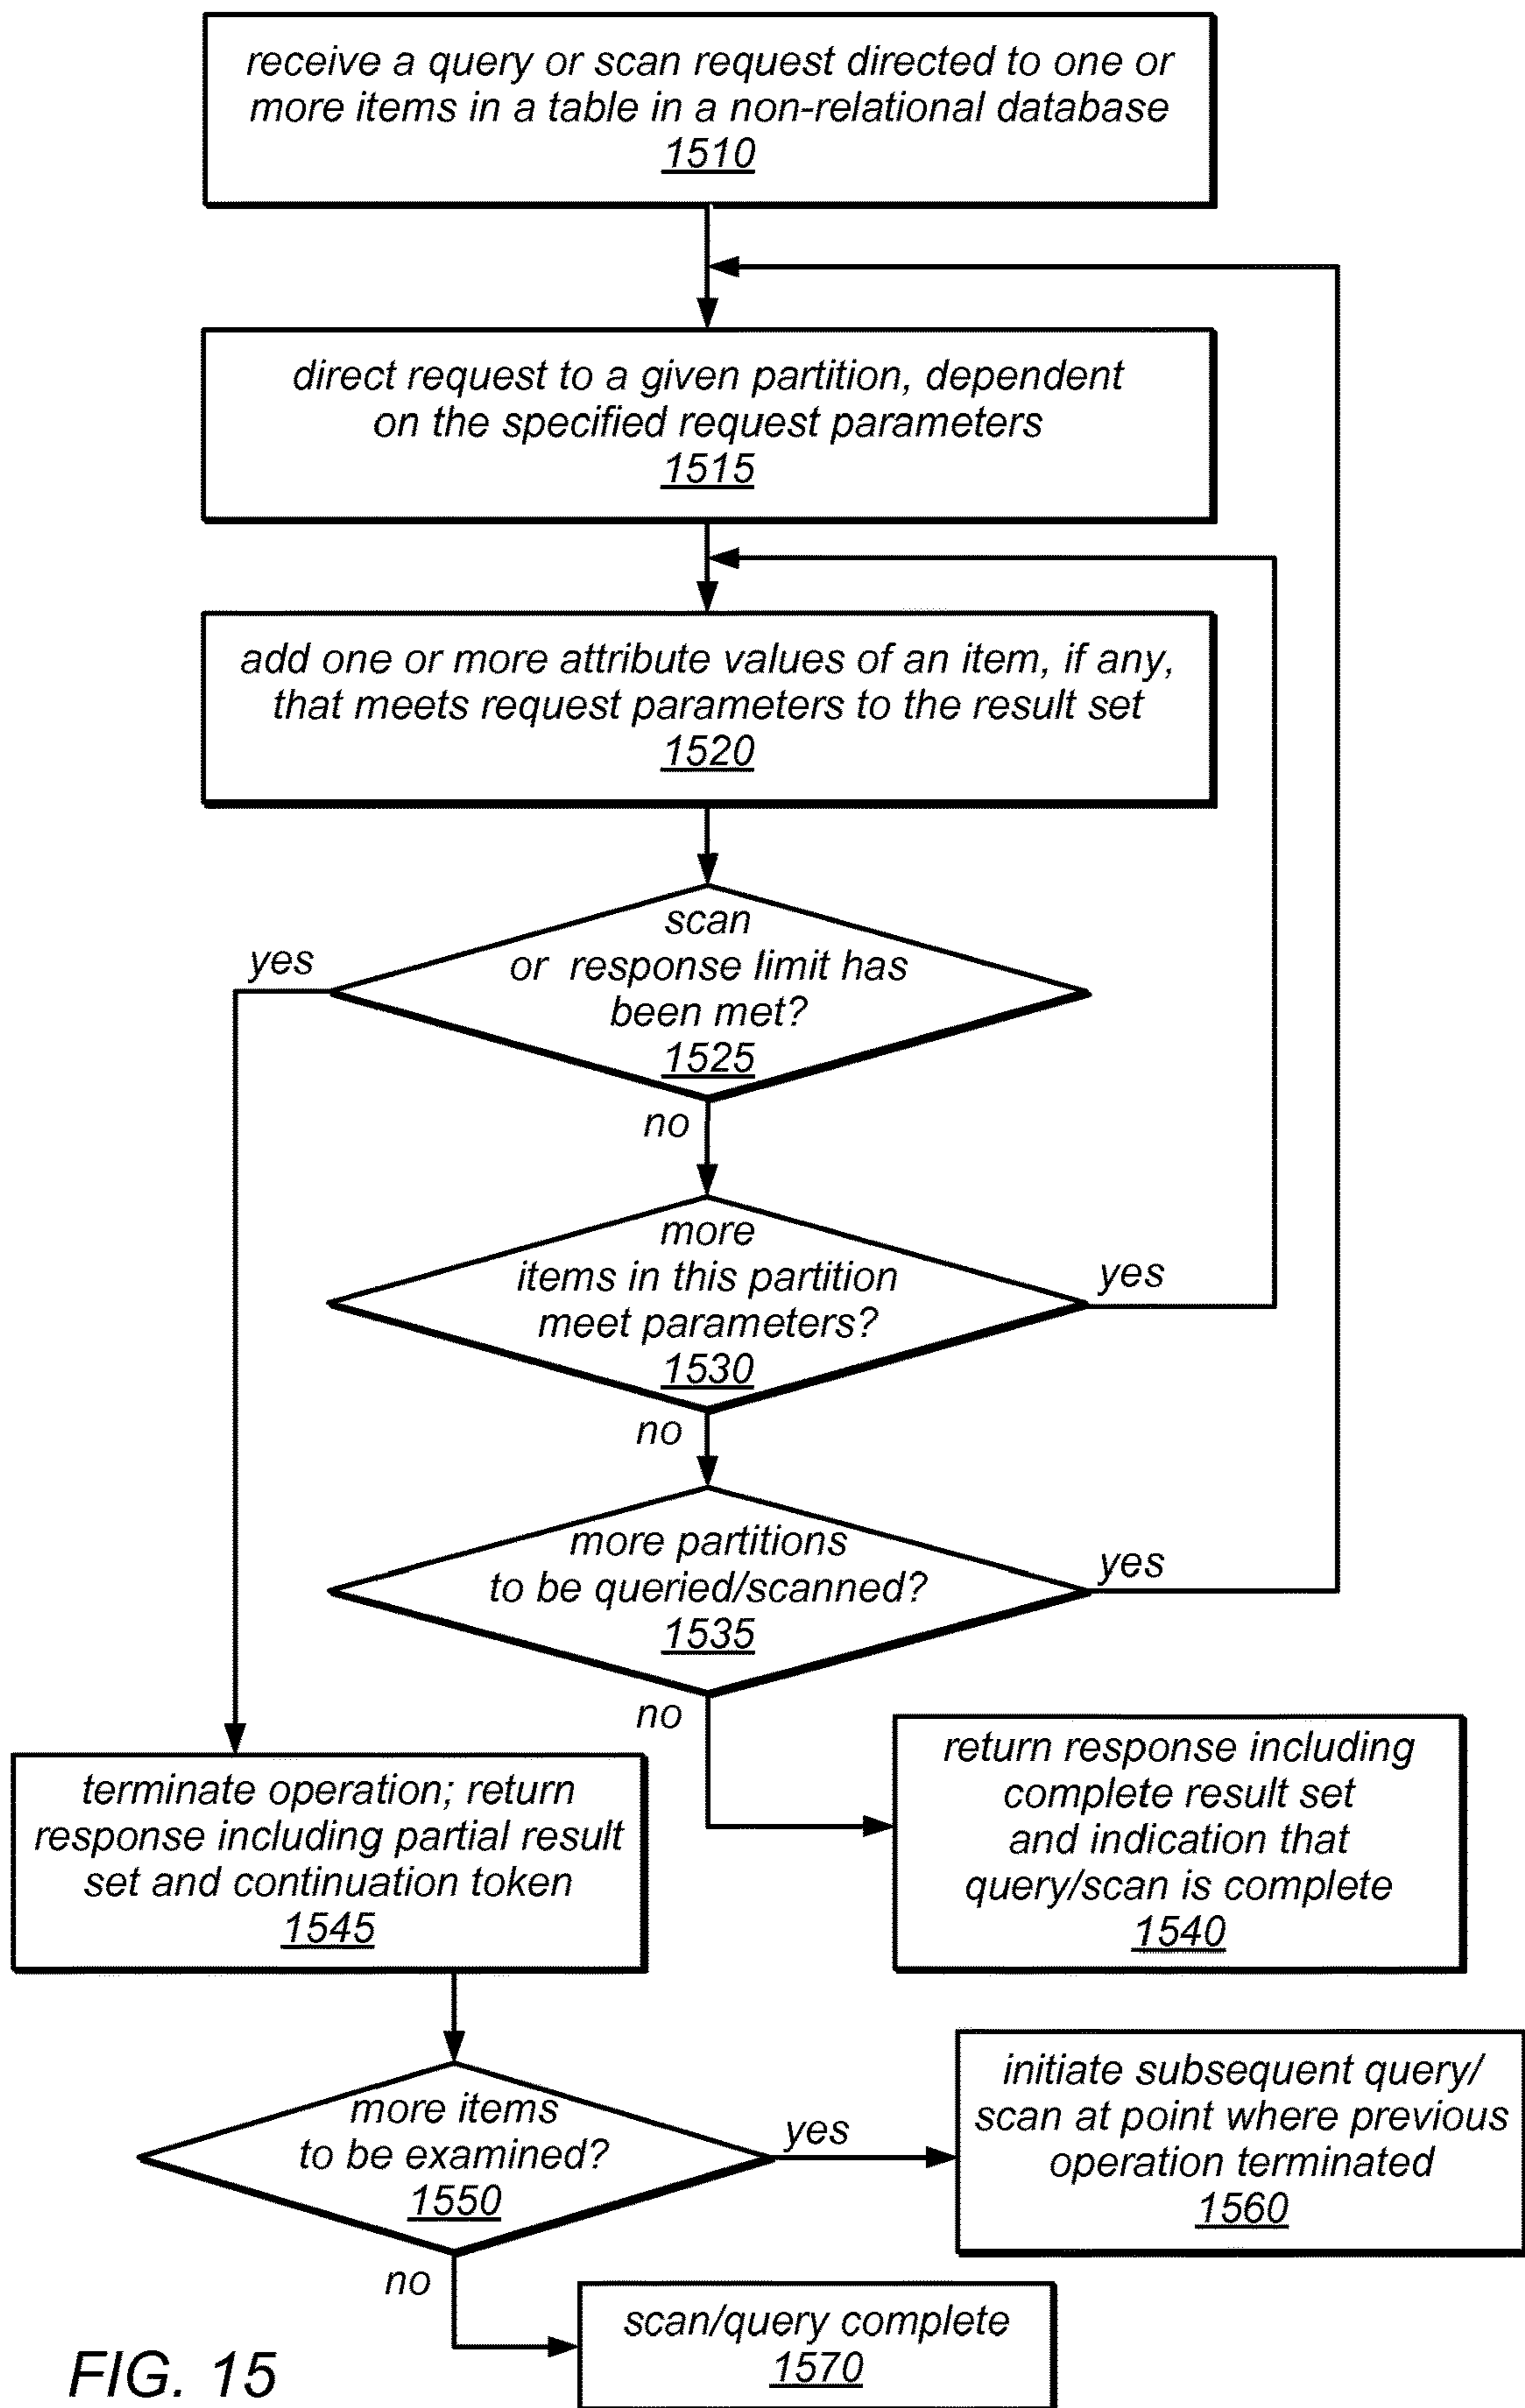 receive a query or scan request directed to one or
more items in a table in a non-relational database
1510
direct request to a given partition, dependent
on the specified request parameters
1515
add one or more attribute values of an item, if any,
that meets request parameters to the result set
1520
scan
or response limit has
been met?
1525
yes
no
more
items in this partition
meet parameters?
1530
yes
no
more partitions
to be queried/scanned?
1535
yes
no
return response including
complete result set
and indication that
query/scan is complete
1540
terminate operation; return
response including partial result
set and continuation token
1545
more items
to be examined?
1550
yes
no
initiate subsequent query/
scan at point where previous
operation terminated
1560
scan/query complete
1570
FIG. 15